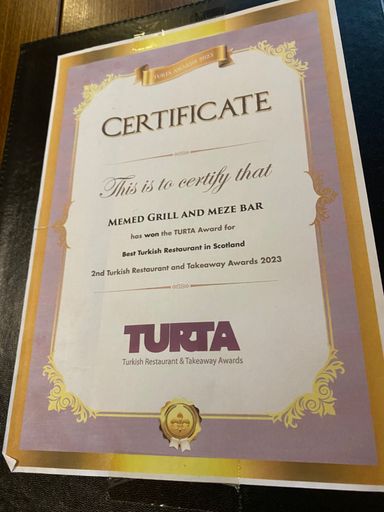 TURTA AWARDS 2023
CERTIFICATE
This is to certify that
MEMED GRILL AND MEZE BAR
has won the TURTA Award for
Best Turkish Restaurant in Scotland
2nd Turkish Restaurant and Takeaway Awards 2023
TURTA
Turkish Restaurant & Takeaway Awards